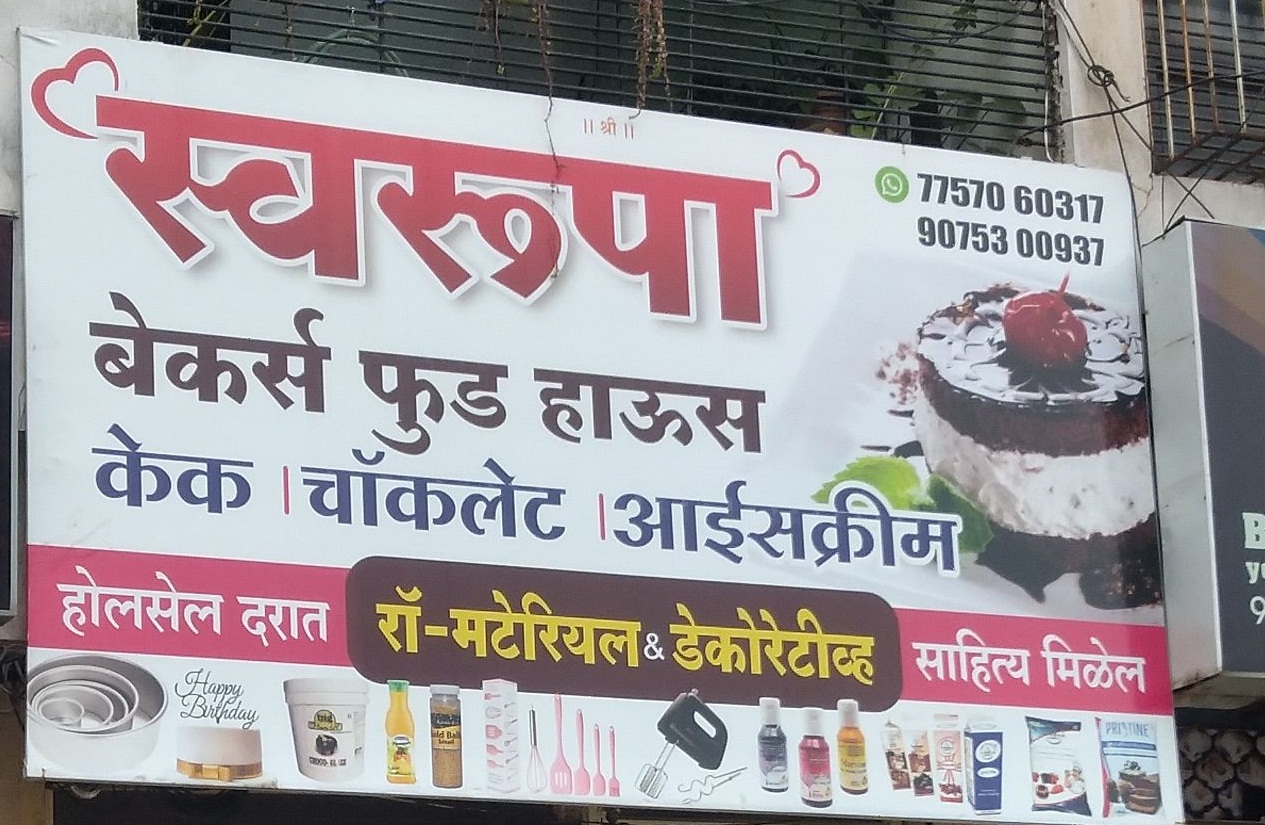 ॥ श्री ॥
स्वरूपा
77570 60317
90753 00937
बेकर्स फुड हाऊस
केक | चॉकलेट | आईसक्रीम
होलसेल दरात रॉ-मटेरियल & डेकोरेटीव्ह साहित्य मिळेल
Happy
Birthday
PRISTINE